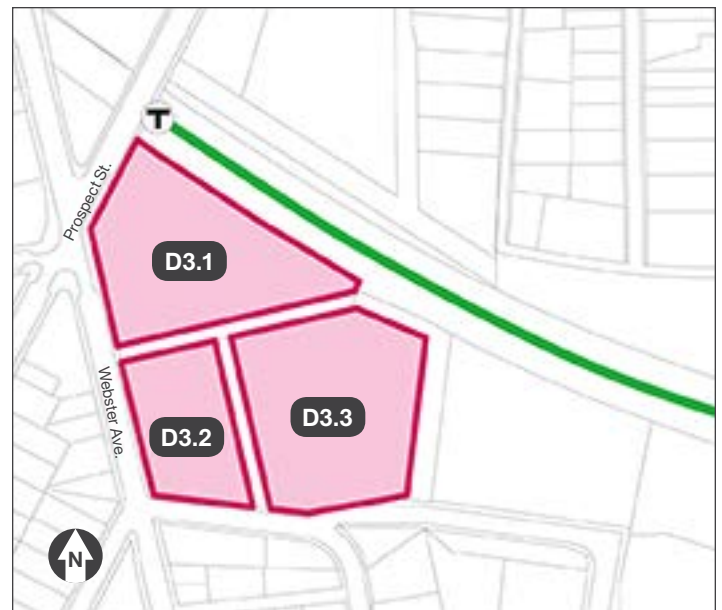 T
Prospect St.
D3.1
Webster Ave.
D3.2
D3.3
N